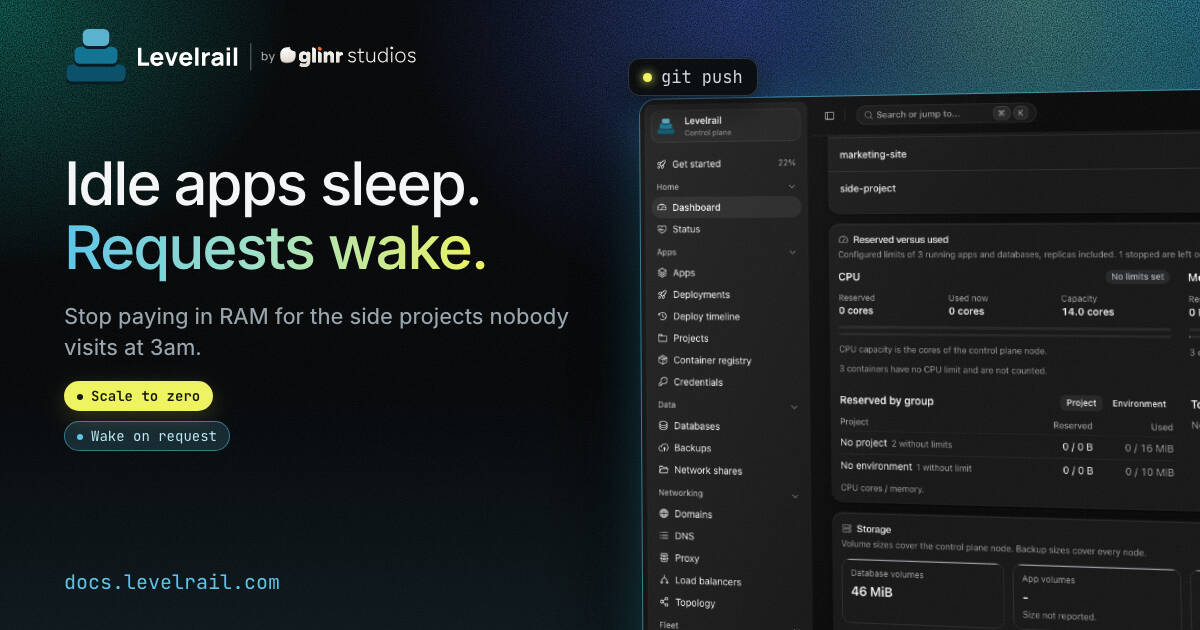 Levelrail | by glinr studios
Idle apps sleep.
Requests wake.
Stop paying in RAM for the side projects nobody
visits at 3am.
Scale to zero
Wake on request
docs.levelrail.com
git push
Levelrail
Control plane
Get started 22%
Home
Dashboard
Status
Apps
Apps
Deployments
Deploy timeline
Projects
Container registry
Credentials
Data
Databases
Backups
Network shares
Networking
Domains
DNS
Proxy
Load balancers
Topology
Fleet
Search or jump to... ⌘ K
marketing-site
side-project
Reserved versus used
Configured limits of 3 running apps and databases, replicas included. 1 stopped are left
CPU No limits set
Reserved Used now Capacity
0 cores 0 cores 14.0 cores
CPU capacity is the cores of the control plane node.
3 containers have no CPU limit and are not counted.
Reserved by group Project Environment
Project Reserved Used
No project 2 without limits 0 / 0 B 0 / 16 MiB
No environment 1 without limit 0 / 0 B 0 / 10 MiB
CPU cores / memory.
Storage
Volume sizes cover the control plane node. Backup sizes cover every node.
Database volumes
46 MiB
App volumes
-
Size not reported.